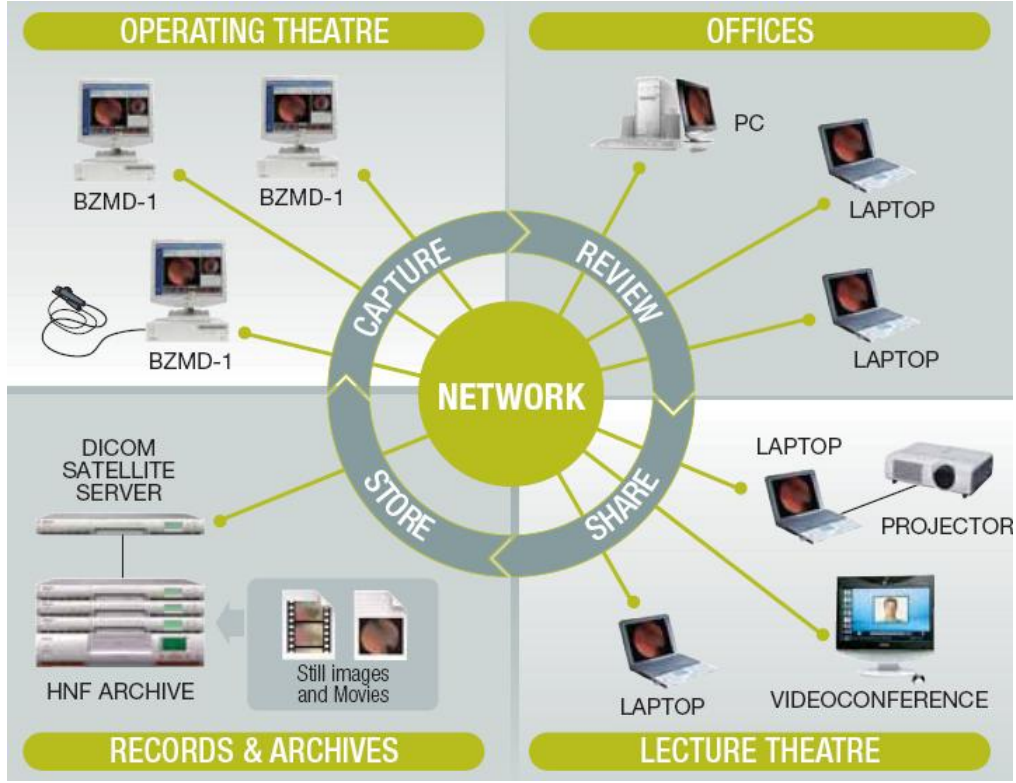 OPERATING THEATRE
BZMD-1
BZMD-1
BZMD-1
OFFICES
PC
LAPTOP
LAPTOP
CAPTURE
REVIEW
NETWORK
STORE
SHARE
DICOM
SATELLITE
SERVER
HNF ARCHIVE
Still images
and Movies
RECORDS & ARCHIVES
LAPTOP
PROJECTOR
LAPTOP
VIDEOCONFERENCE
LECTURE THEATRE